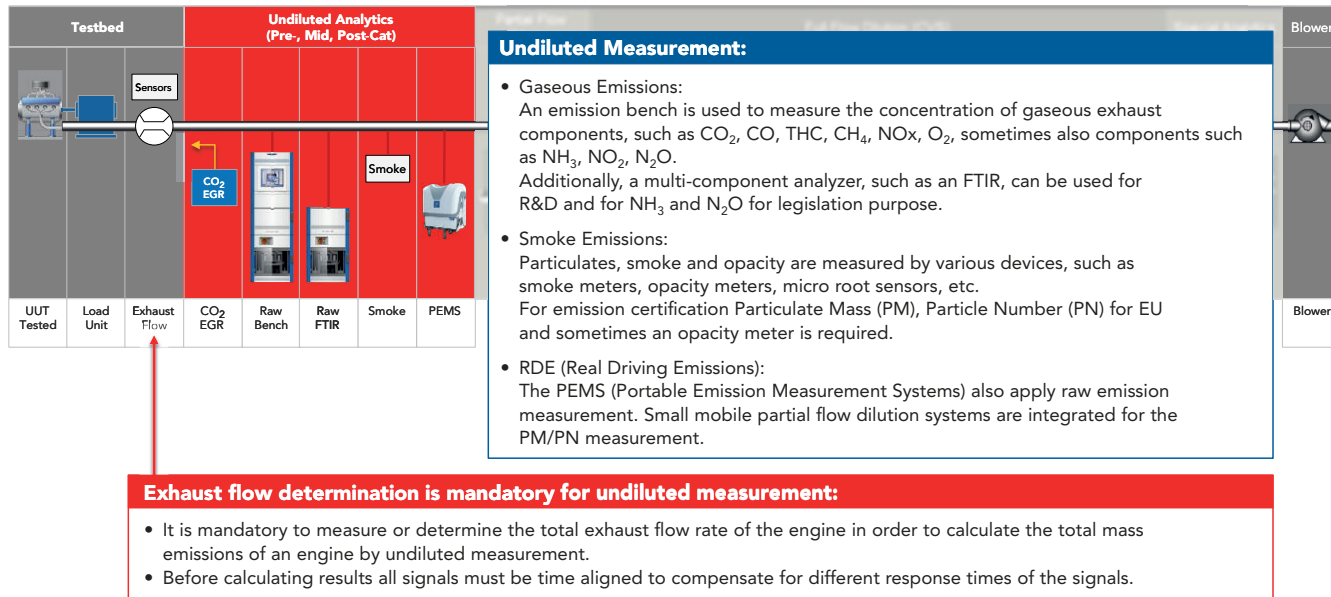 Testbed
Undiluted Analytics
(Pre-, Mid, Post-Cat)
Partial Flow
Full Flow Dilution (CVS)
Special Analytics
Blower
Sensors
CO₂
EGR
Smoke
UUT
Tested
Load
Unit
Exhaust
Flow
CO₂
EGR
Raw
Bench
Raw
FTIR
Smoke
PEMS
Blower
Undiluted Measurement:
• Gaseous Emissions:
An emission bench is used to measure the concentration of gaseous exhaust
components, such as CO₂, CO, THC, CH₄, NOx, O₂, sometimes also components such
as NH₃, NO₂, N₂O.
Additionally, a multi-component analyzer, such as an FTIR, can be used for
R&D and for NH₃ and N₂O for legislation purpose.
• Smoke Emissions:
Particulates, smoke and opacity are measured by various devices, such as
smoke meters, opacity meters, micro root sensors, etc.
For emission certification Particulate Mass (PM), Particle Number (PN) for EU
and sometimes an opacity meter is required.
• RDE (Real Driving Emissions):
The PEMS (Portable Emission Measurement Systems) also apply raw emission
measurement. Small mobile partial flow dilution systems are integrated for the
PM/PN measurement.
Exhaust flow determination is mandatory for undiluted measurement:
• It is mandatory to measure or determine the total exhaust flow rate of the engine in order to calculate the total mass
emissions of an engine by undiluted measurement.
• Before calculating results all signals must be time aligned to compensate for different response times of the signals.